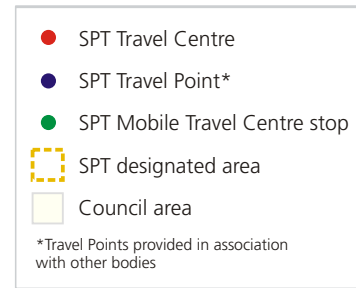 SPT Travel Centre
SPT Travel Point*
SPT Mobile Travel Centre stop
SPT designated area
Council area
*Travel Points provided in association
with other bodies